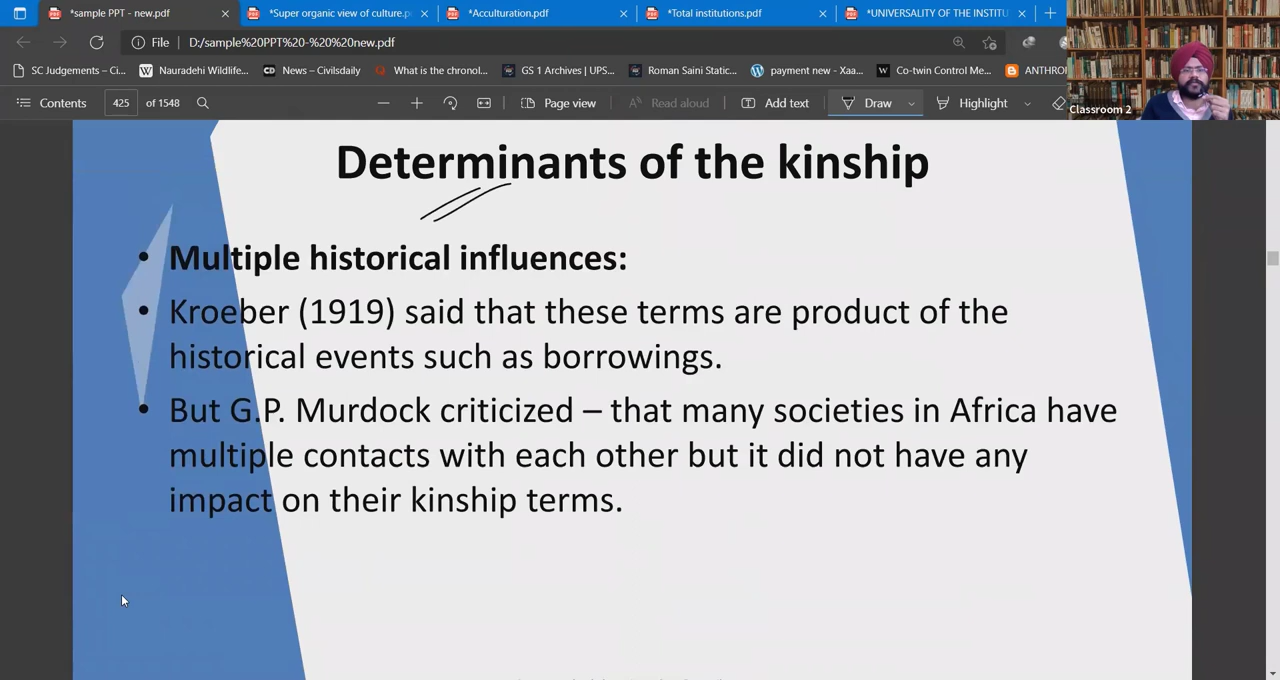 *sample PPT - new.pdf
*Super organic view of culture.p
*Acculturation.pdf
*Total institutions.pdf
*UNIVERSALITY OF THE INSTITU
File
D:/sample%20PPT%20-%20%20new.pdf
SC Judgements – Ci...
Nauradehi Wildlife...
News – Civilsdaily
What is the chronol...
GS 1 Archives | UPS...
Roman Saini Static...
payment new - Xaa...
Co-twin Control Me...
ANTHRO
Contents
425
of 1548
Page view
Read aloud
Add text
Draw
Highlight
Classroom 2
Determinants of the kinship
• Multiple historical influences:
• Kroeber (1919) said that these terms are product of the
historical events such as borrowings.
• But G.P. Murdock criticized – that many societies in Africa have
multiple contacts with each other but it did not have any
impact on their kinship terms.